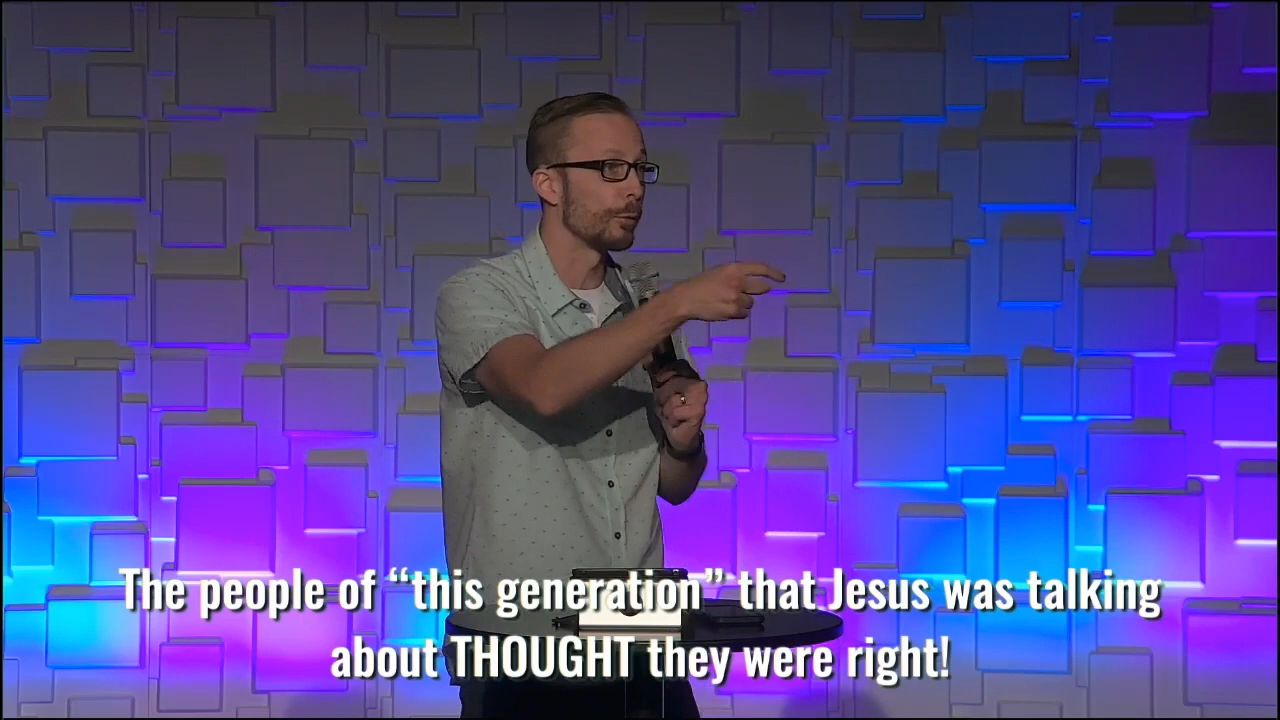 The people of “this generation” that Jesus was talking
about THOUGHT they were right!